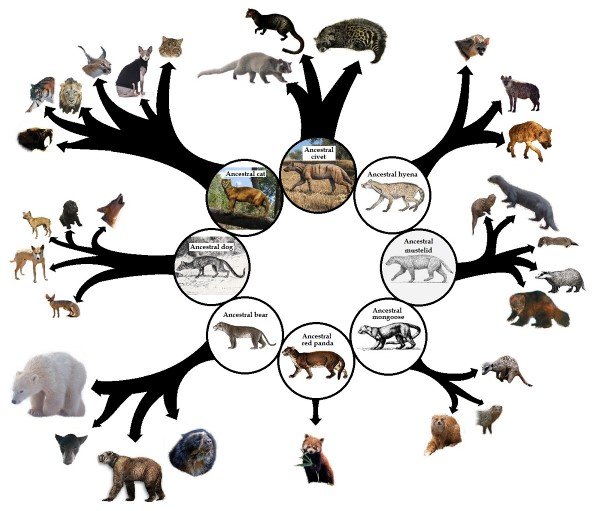 Ancestral
civet
Ancestral cat
Ancestral hyena
Ancestral dog
Ancestral
mustelid
Ancestral bear
Ancestral
red panda
Ancestral
mongoose